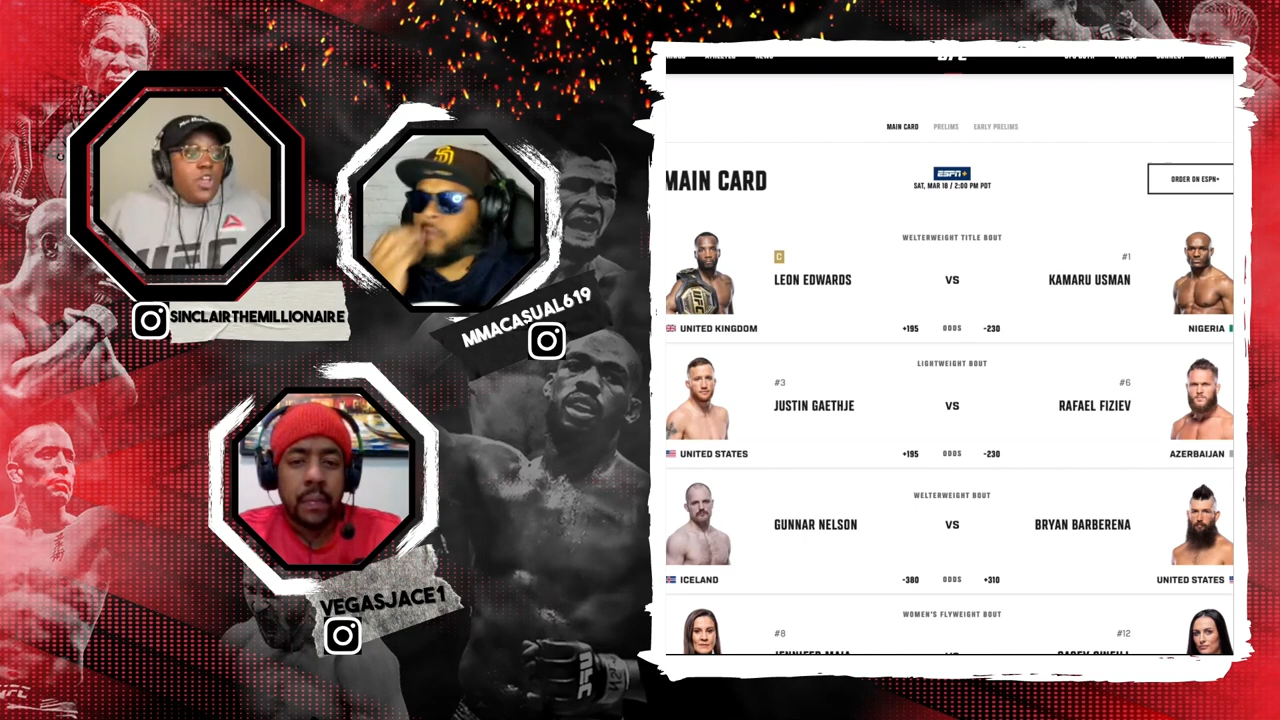 SINCLAIRTHEMILLIONAIRE
MMACASUAL619
VEGASJACE1
UFC
MAIN CARD PRELIMS EARLY PRELIMS
MAIN CARD
ESPN+
SAT, MAR 18 / 2:00 PM PDT
ORDER ON ESPN+
WELTERWEIGHT TITLE BOUT
C #1
LEON EDWARDS VS KAMARU USMAN
UNITED KINGDOM +195 ODDS -230 NIGERIA
LIGHTWEIGHT BOUT
#3 #6
JUSTIN GAETHJE VS RAFAEL FIZIEV
UNITED STATES +195 ODDS -230 AZERBAIJAN
WELTERWEIGHT BOUT
GUNNAR NELSON VS BRYAN BARBERENA
ICELAND -380 ODDS +310 UNITED STATES
WOMEN'S FLYWEIGHT BOUT
#8 #12